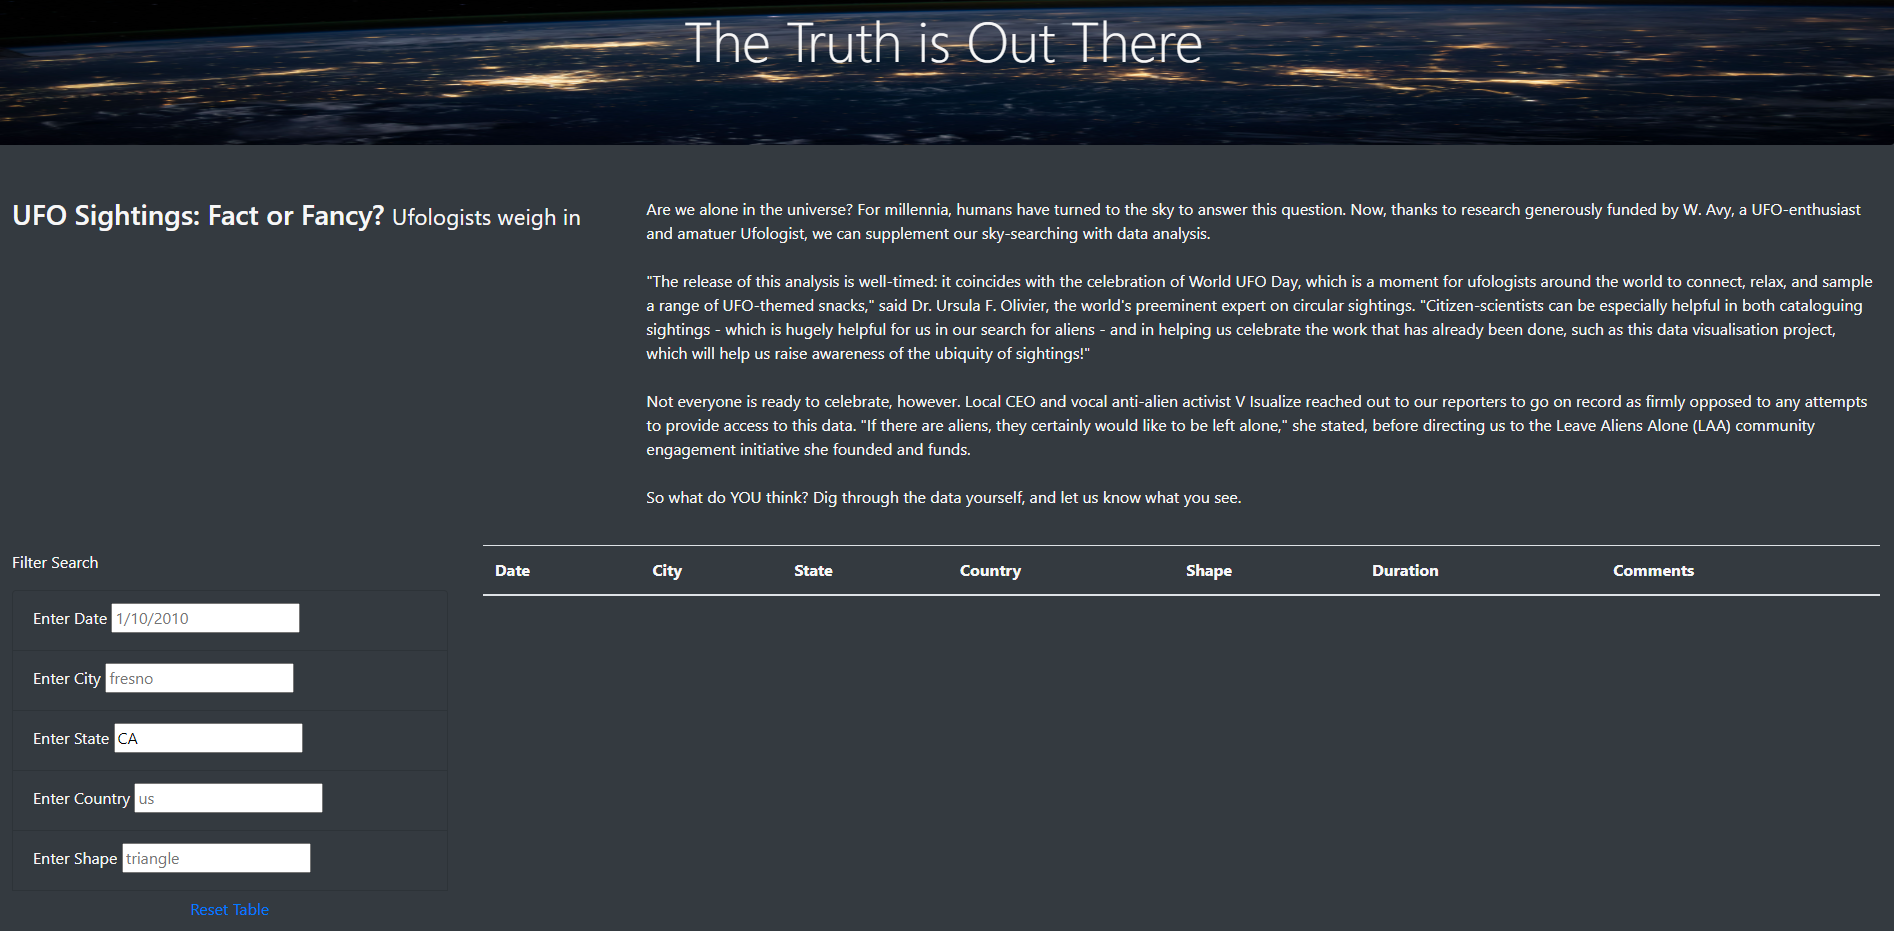 The Truth is Out There
UFO Sightings: Fact or Fancy? Ufologists weigh in
Are we alone in the universe? For millennia, humans have turned to the sky to answer this question. Now, thanks to research generously funded by W. Avy, a UFO-enthusiast
and amatuer Ufologist, we can supplement our sky-searching with data analysis.
"The release of this analysis is well-timed: it coincides with the celebration of World UFO Day, which is a moment for ufologists around the world to connect, relax, and sample
a range of UFO-themed snacks," said Dr. Ursula F. Olivier, the world's preeminent expert on circular sightings. "Citizen-scientists can be especially helpful in both cataloguing
sightings - which is hugely helpful for us in our search for aliens - and in helping us celebrate the work that has already been done, such as this data visualisation project,
which will help us raise awareness of the ubiquity of sightings!"
Not everyone is ready to celebrate, however. Local CEO and vocal anti-alien activist V Isualize reached out to our reporters to go on record as firmly opposed to any attempts
to provide access to this data. "If there are aliens, they certainly would like to be left alone," she stated, before directing us to the Leave Aliens Alone (LAA) community
engagement initiative she founded and funds.
So what do YOU think? Dig through the data yourself, and let us know what you see.
Filter Search
Enter Date 1/10/2010
Enter City fresno
Enter State CA
Enter Country us
Enter Shape triangle
Reset Table
Date City State Country Shape Duration Comments